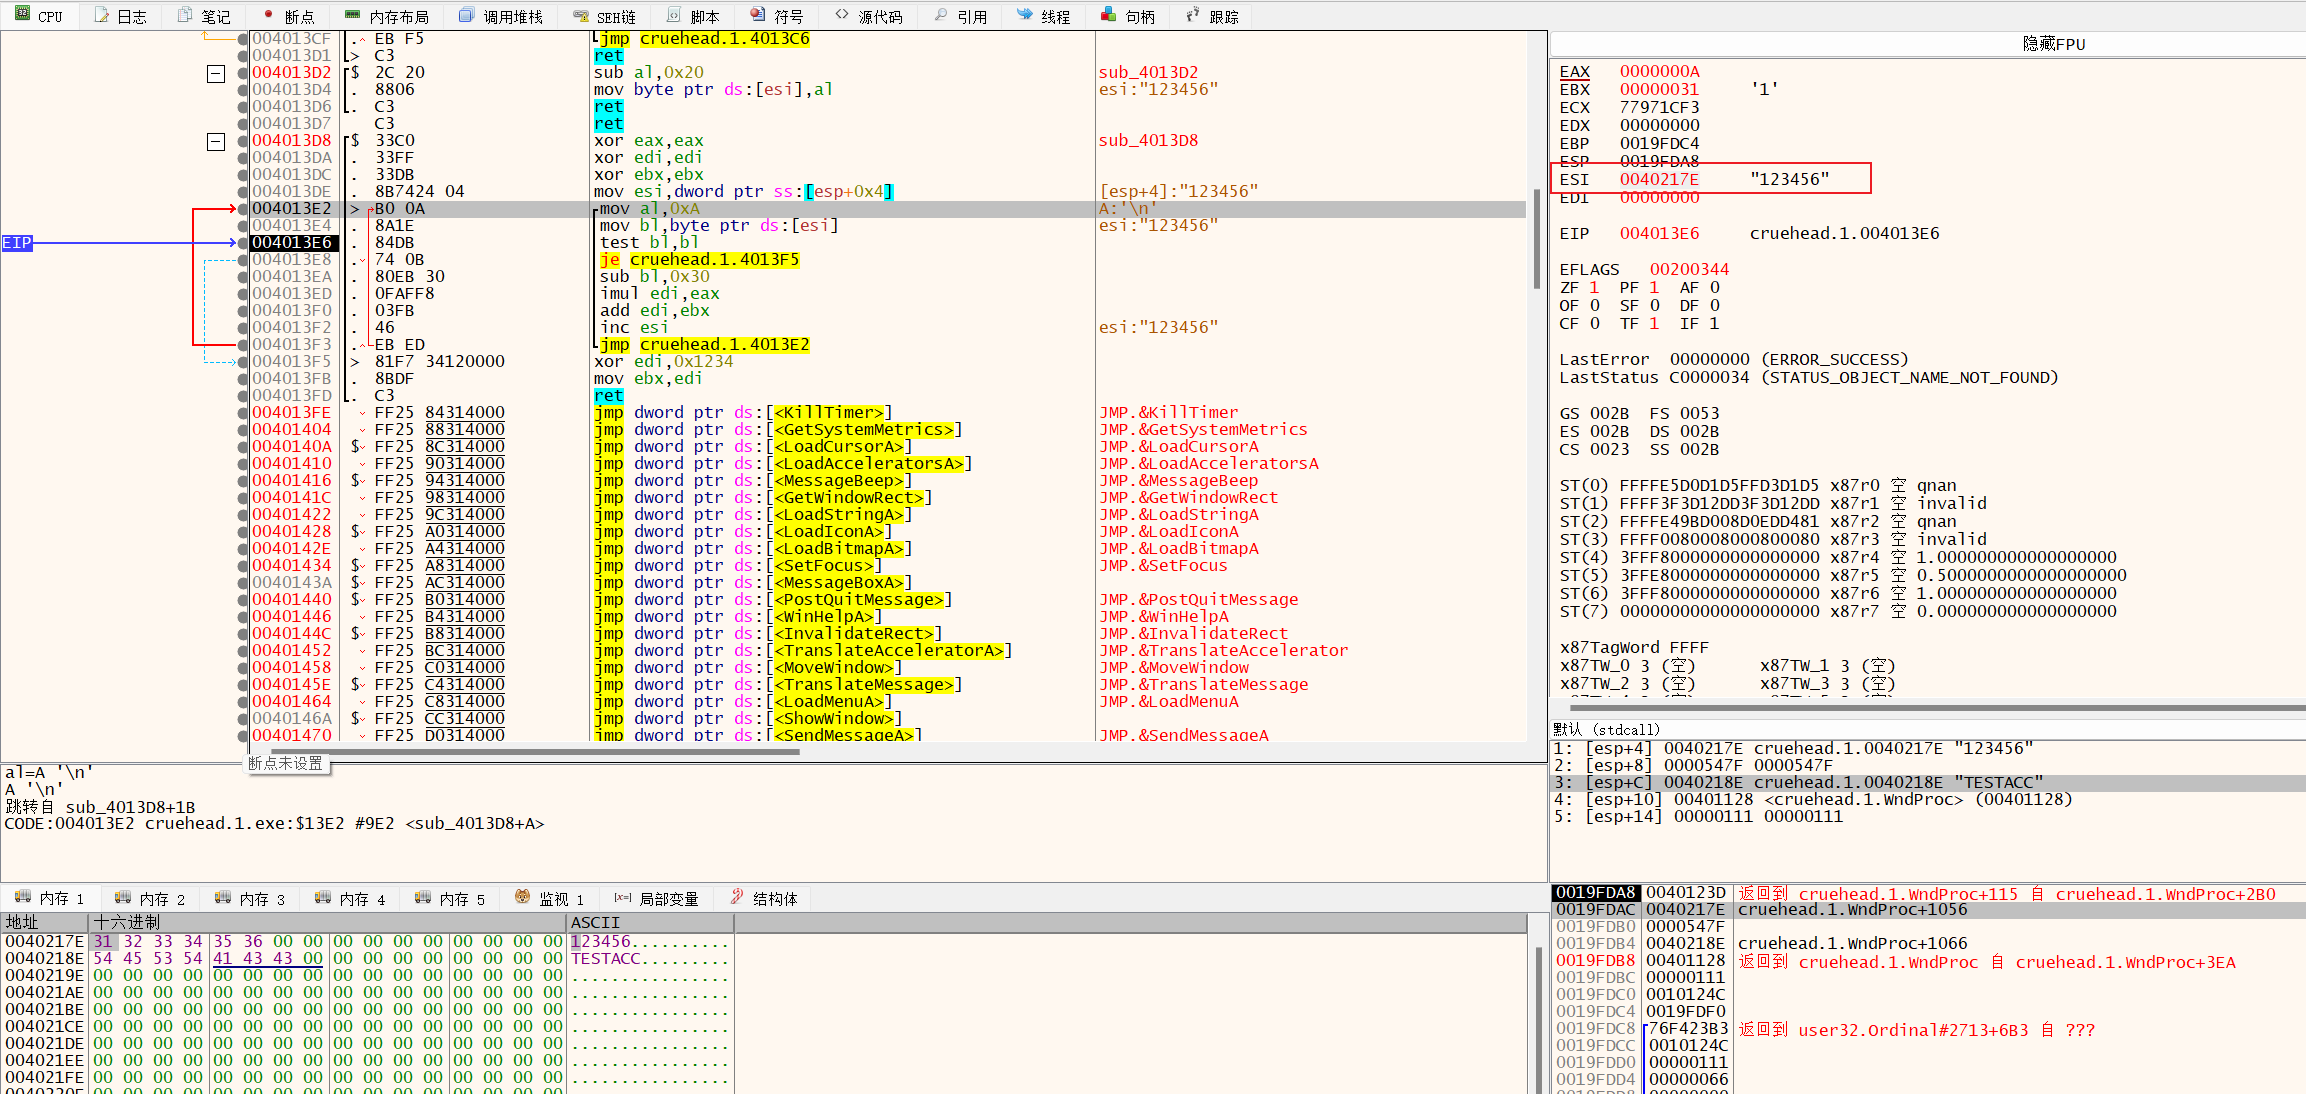 CPU 日志 笔记 断点 内存布局 调用堆栈 SEH链 脚本 符号 源代码 引用 线程 句柄 跟踪
004013CF . EB F5 jmp cruehead.1.4013C6
004013D1 > C3 ret
004013D2 $ 2C 20 sub al,0x20 sub_4013D2
004013D4 . 8806 mov byte ptr ds:[esi],al esi:"123456"
004013D6 . C3 ret
004013D7 C3 ret
004013D8 $ 33C0 xor eax,eax sub_4013D8
004013DA . 33FF xor edi,edi
004013DC . 33DB xor ebx,ebx
004013DE . 8B7424 04 mov esi,dword ptr ss:[esp+0x4] [esp+4]:"123456"
004013E2 > B0 0A mov al,0xA A:'\n'
004013E4 . 8A1E mov bl,byte ptr ds:[esi] esi:"123456"
EIP 004013E6 . 84DB test bl,bl
004013E8 . 74 0B je cruehead.1.4013F5
004013EA . 80EB 30 sub bl,0x30
004013ED . 0FAFF8 imul edi,eax
004013F0 . 03FB add edi,ebx
004013F2 . 46 inc esi esi:"123456"
004013F3 . EB ED jmp cruehead.1.4013E2
004013F5 > 81F7 34120000 xor edi,0x1234
004013FB . 8BDF mov ebx,edi
004013FD . C3 ret
004013FE FF25 84314000 jmp dword ptr ds:[<KillTimer>] JMP.&KillTimer
00401404 FF25 88314000 jmp dword ptr ds:[<GetSystemMetrics>] JMP.&GetSystemMetrics
0040140A $ FF25 8C314000 jmp dword ptr ds:[<LoadCursorA>] JMP.&LoadCursorA
00401410 FF25 90314000 jmp dword ptr ds:[<LoadAcceleratorsA>] JMP.&LoadAcceleratorsA
00401416 $ FF25 94314000 jmp dword ptr ds:[<MessageBeep>] JMP.&MessageBeep
0040141C FF25 98314000 jmp dword ptr ds:[<GetWindowRect>] JMP.&GetWindowRect
00401422 FF25 9C314000 jmp dword ptr ds:[<LoadStringA>] JMP.&LoadStringA
00401428 $ FF25 A0314000 jmp dword ptr ds:[<LoadIconA>] JMP.&LoadIconA
0040142E FF25 A4314000 jmp dword ptr ds:[<LoadBitmapA>] JMP.&LoadBitmapA
00401434 $ FF25 A8314000 jmp dword ptr ds:[<SetFocus>] JMP.&SetFocus
0040143A $ FF25 AC314000 jmp dword ptr ds:[<MessageBoxA>]
00401440 $ FF25 B0314000 jmp dword ptr ds:[<PostQuitMessage>] JMP.&PostQuitMessage
00401446 FF25 B4314000 jmp dword ptr ds:[<WinHelpA>] JMP.&WinHelpA
0040144C $ FF25 B8314000 jmp dword ptr ds:[<InvalidateRect>] JMP.&InvalidateRect
00401452 FF25 BC314000 jmp dword ptr ds:[<TranslateAcceleratorA>] JMP.&TranslateAccelerator
00401458 FF25 C0314000 jmp dword ptr ds:[<MoveWindow>] JMP.&MoveWindow
0040145E $ FF25 C4314000 jmp dword ptr ds:[<TranslateMessage>] JMP.&TranslateMessage
00401464 FF25 C8314000 jmp dword ptr ds:[<LoadMenuA>] JMP.&LoadMenuA
0040146A $ FF25 CC314000 jmp dword ptr ds:[<ShowWindow>]
00401470 FF25 D0314000 jmp dword ptr ds:[<SendMessageA>] JMP.&SendMessageA
断点未设置
al=A '\n'
A '\n'
跳转自 sub_4013D8+1B
CODE:004013E2 cruehead.1.exe:$13E2 #9E2 <sub_4013D8+A>
隐藏FPU
EAX 0000000A
EBX 00000031 '1'
ECX 77971CF3
EDX 00000000
EBP 0019FDC4
ESP 0019FDA8
ESI 0040217E "123456"
EDI 00000000
EIP 004013E6 cruehead.1.004013E6
EFLAGS 00200344
ZF 1 PF 1 AF 0
OF 0 SF 0 DF 0
CF 0 TF 1 IF 1
LastError 00000000 (ERROR_SUCCESS)
LastStatus C0000034 (STATUS_OBJECT_NAME_NOT_FOUND)
GS 002B FS 0053
ES 002B DS 002B
CS 0023 SS 002B
ST(0) FFFFE5D0D1D5FFD3D1D5 x87r0 空 qnan
ST(1) FFFF3F3D12DD3F3D12DD x87r1 空 invalid
ST(2) FFFFE49BD008D0EDD481 x87r2 空 qnan
ST(3) FFFF0080008000800080 x87r3 空 invalid
ST(4) 3FFF8000000000000000 x87r4 空 1.000000000000000000
ST(5) 3FFE8000000000000000 x87r5 空 0.5000000000000000000
ST(6) 3FFF8000000000000000 x87r6 空 1.000000000000000000
ST(7) 00000000000000000000 x87r7 空 0.000000000000000000
x87TagWord FFFF
x87TW_0 3 (空) x87TW_1 3 (空)
x87TW_2 3 (空) x87TW_3 3 (空)
默认 (stdcall)
1: [esp+4] 0040217E cruehead.1.0040217E "123456"
2: [esp+8] 0000547F 0000547F
3: [esp+C] 0040218E cruehead.1.0040218E "TESTACC"
4: [esp+10] 00401128 <cruehead.1.WndProc> (00401128)
5: [esp+14] 00000111 00000111
内存 1 内存 2 内存 3 内存 4 内存 5 监视 1 [x=] 局部变量 结构体
地址 十六进制 ASCII
0040217E 31 32 33 34 35 36 00 00 00 00 00 00 00 00 00 00 123456..........
0040218E 54 45 53 54 41 43 43 00 00 00 00 00 00 00 00 00 TESTACC.........
0040219E 00 00 00 00 00 00 00 00 00 00 00 00 00 00 00 00 ................
004021AE 00 00 00 00 00 00 00 00 00 00 00 00 00 00 00 00 ................
004021BE 00 00 00 00 00 00 00 00 00 00 00 00 00 00 00 00 ................
004021CE 00 00 00 00 00 00 00 00 00 00 00 00 00 00 00 00 ................
004021DE 00 00 00 00 00 00 00 00 00 00 00 00 00 00 00 00 ................
004021EE 00 00 00 00 00 00 00 00 00 00 00 00 00 00 00 00 ................
004021FE 00 00 00 00 00 00 00 00 00 00 00 00 00 00 00 00 ................
0019FDA8 0040123D 返回到 cruehead.1.WndProc+115 自 cruehead.1.WndProc+2B0
0019FDAC 0040217E cruehead.1.WndProc+1056
0019FDB0 0000547F
0019FDB4 0040218E cruehead.1.WndProc+1066
0019FDB8 00401128 返回到 cruehead.1.WndProc 自 cruehead.1.WndProc+3EA
0019FDBC 00000111
0019FDC0 0010124C
0019FDC4 0019FDF0
0019FDC8 76F423B3 返回到 user32.Ordinal#2713+6B3 自 ???
0019FDCC 0010124C
0019FDD0 00000111
0019FDD4 00000066